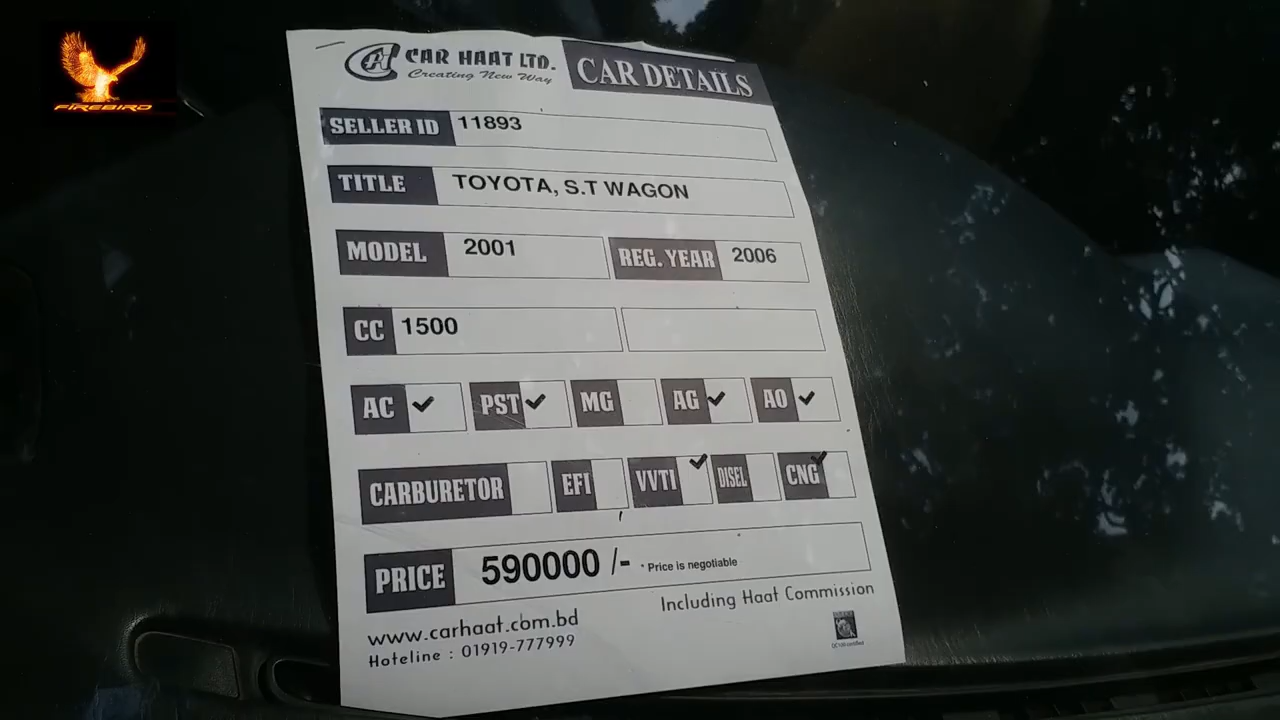 FIREBIRD
CAR HAAT LTD.
Creating New Way
CAR DETAILS
SELLER ID 11893
TITLE TOYOTA, S.T WAGON
MODEL 2001 REG. YEAR 2006
CC 1500
AC ✓ PST ✓ MG AG ✓ AO ✓
CARBURETOR EFI VVTI ✓ DISEL CNG ✓
PRICE 590000 /- * Price is negotiable
Including Haat Commission
www.carhaat.com.bd
Hoteline : 01919-777999